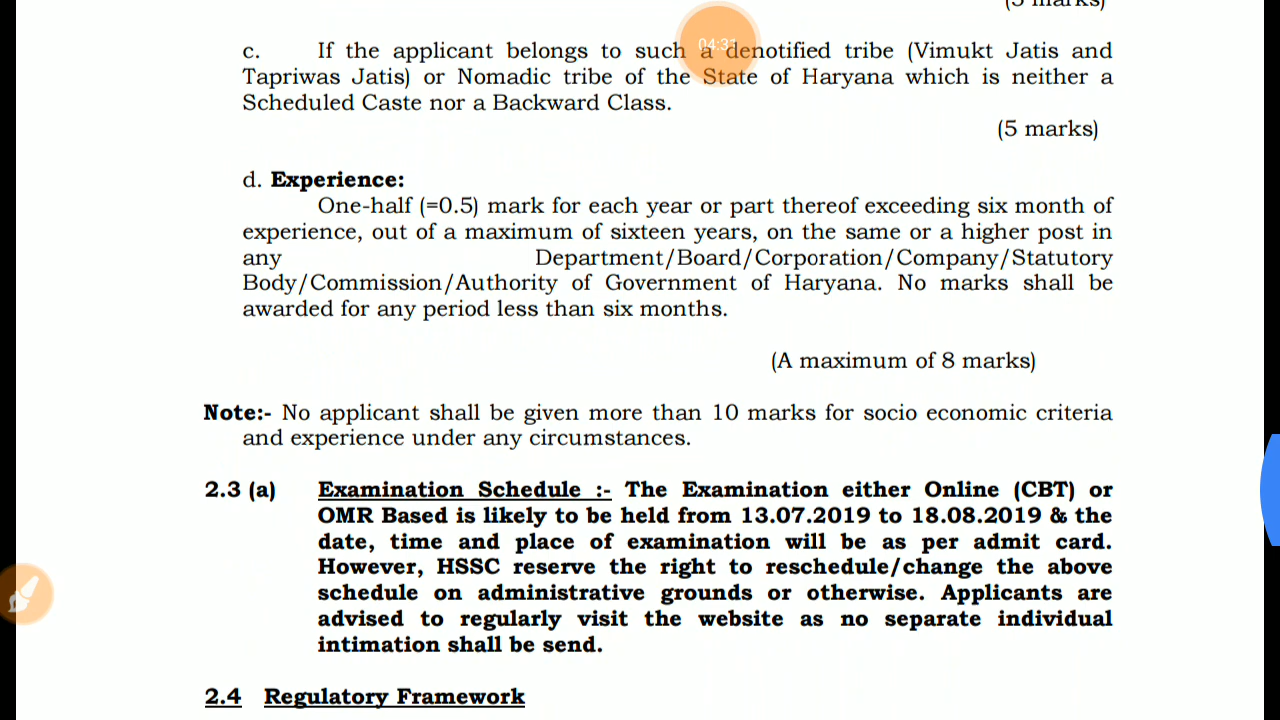 (5 marks)
c. If the applicant belongs to such a denotified tribe (Vimukt Jatis and
Tapriwas Jatis) or Nomadic tribe of the State of Haryana which is neither a
Scheduled Caste nor a Backward Class.
(5 marks)
d. Experience:
One-half (=0.5) mark for each year or part thereof exceeding six month of
experience, out of a maximum of sixteen years, on the same or a higher post in
any Department/Board/Corporation/Company/Statutory
Body/Commission/Authority of Government of Haryana. No marks shall be
awarded for any period less than six months.
(A maximum of 8 marks)
Note:- No applicant shall be given more than 10 marks for socio economic criteria
and experience under any circumstances.
2.3 (a) Examination Schedule :- The Examination either Online (CBT) or
OMR Based is likely to be held from 13.07.2019 to 18.08.2019 & the
date, time and place of examination will be as per admit card.
However, HSSC reserve the right to reschedule/change the above
schedule on administrative grounds or otherwise. Applicants are
advised to regularly visit the website as no separate individual
intimation shall be send.
2.4 Regulatory Framework